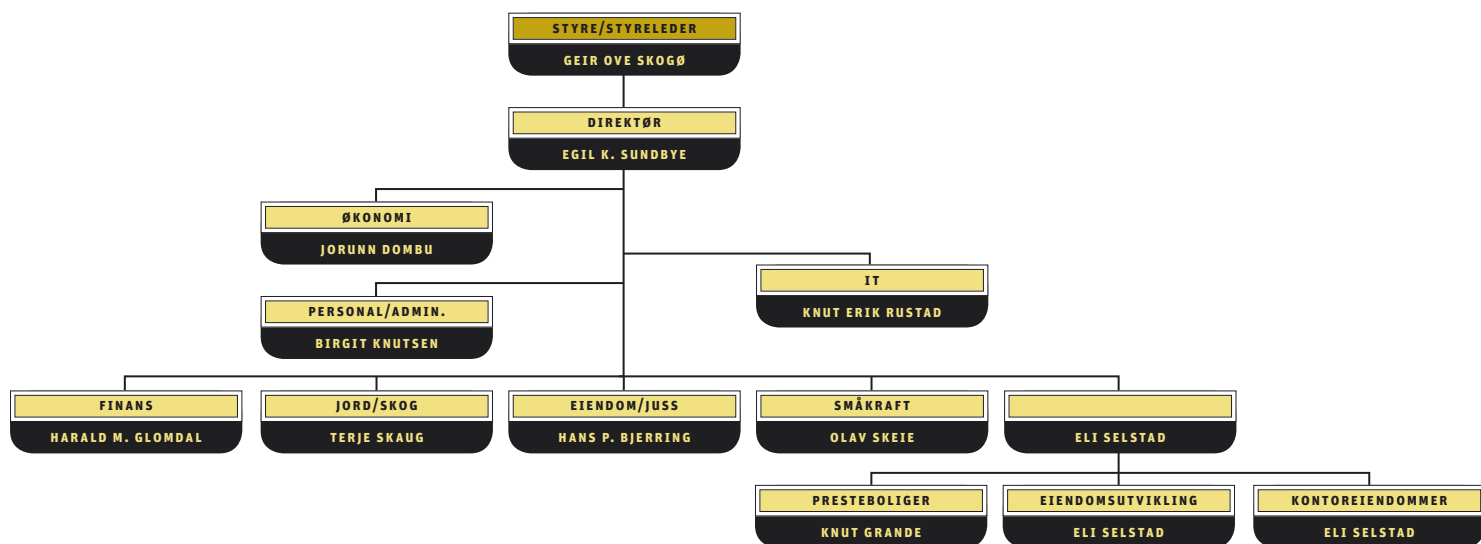 STYRE/STYRELEDER
GEIR OVE SKOGØ
DIREKTØR
EGIL K. SUNDBYE
ØKONOMI
JORUNN DOMBU
IT
KNUT ERIK RUSTAD
PERSONAL/ADMIN.
BIRGIT KNUTSEN
FINANS
HARALD M. GLOMDAL
JORD/SKOG
TERJE SKAUG
EIENDOM/JUSS
HANS P. BJERRING
SMÅKRAFT
OLAV SKEIE
ELI SELSTAD
PRESTEBOLIGER
KNUT GRANDE
EIENDOMSUTVIKLING
ELI SELSTAD
KONTOREIENDOMMER
ELI SELSTAD